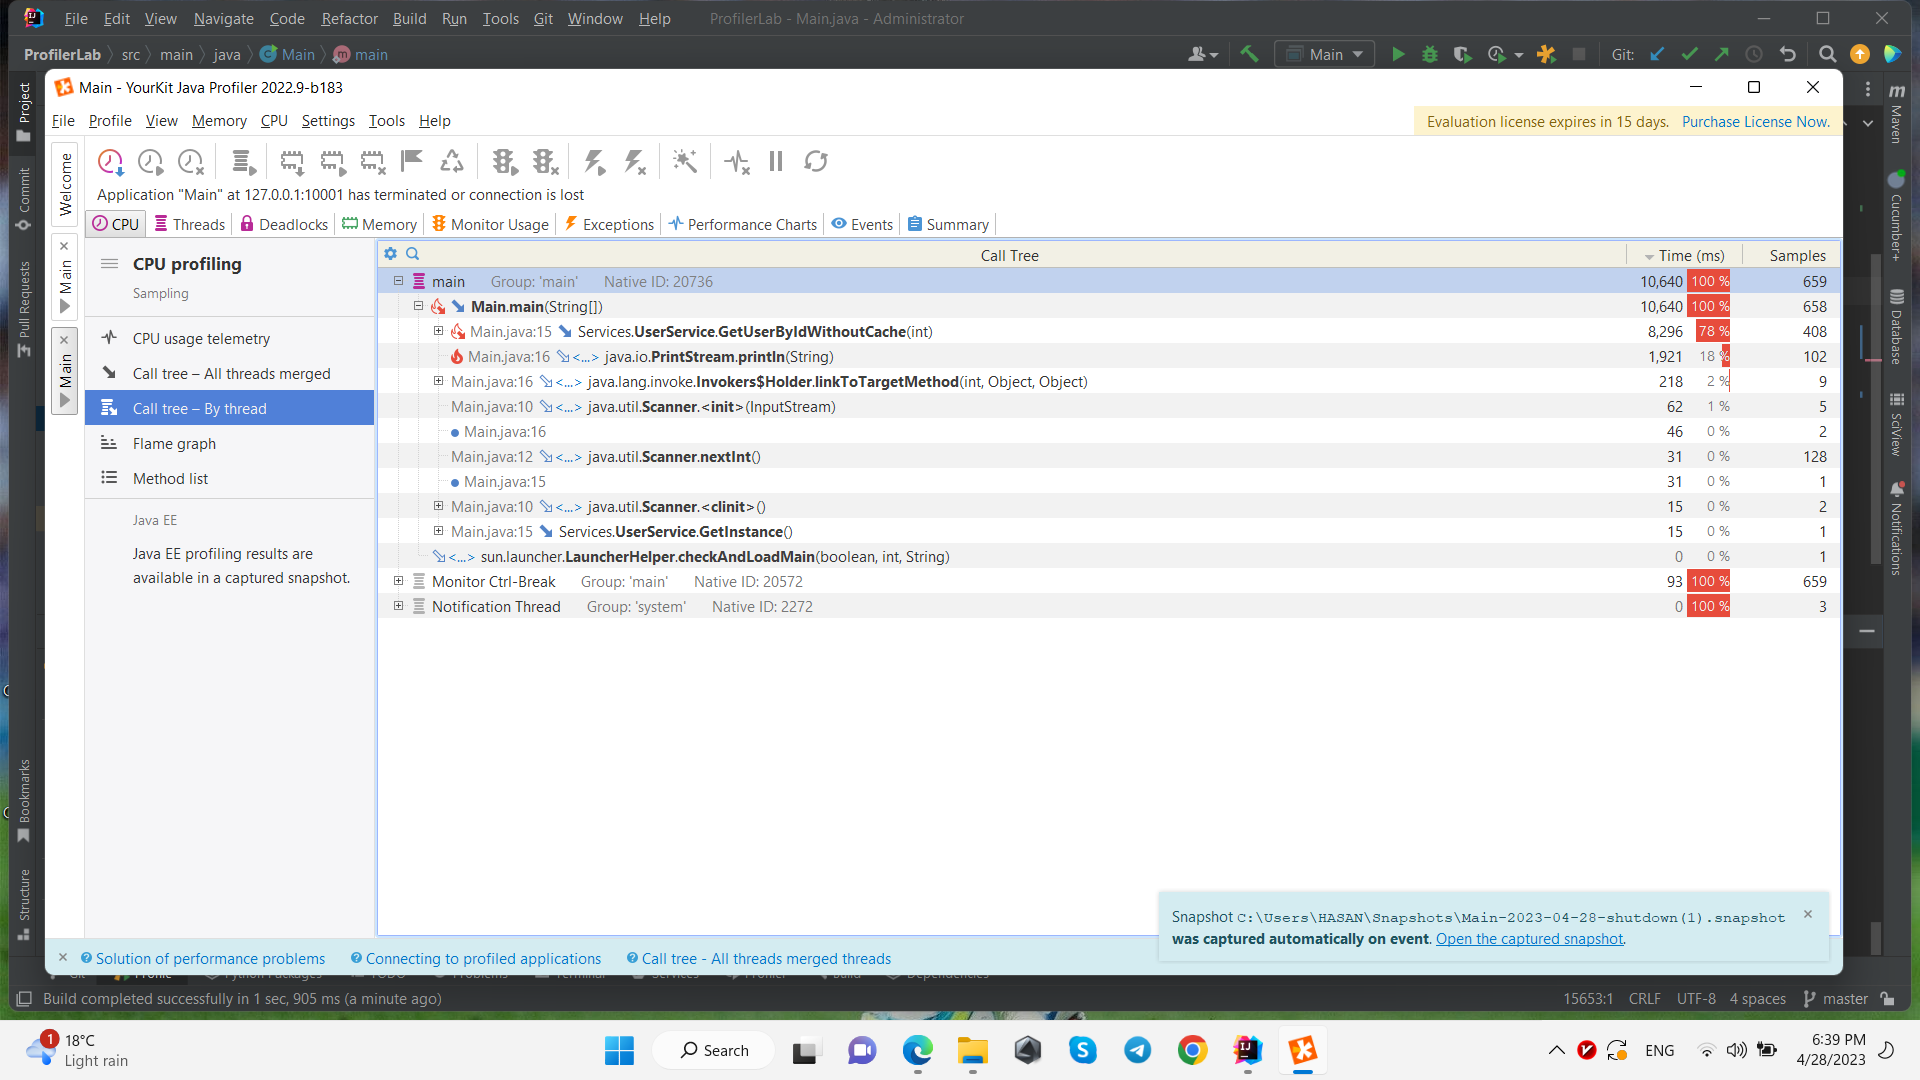 File Edit View Navigate Code Refactor Build Run Tools Git Window Help ProfilerLab - Main.java - Administrator
ProfilerLab src main java Main main Main Git:
Main - YourKit Java Profiler 2022.9-b183
File Profile View Memory CPU Settings Tools Help
Evaluation license expires in 15 days. Purchase License Now.
Application "Main" at 127.0.0.1:10001 has terminated or connection is lost
CPU Threads Deadlocks Memory Monitor Usage Exceptions Performance Charts Events Summary
Project
Commit
Pull Requests
Bookmarks
Structure
Welcome
Main
Main
CPU profiling
Sampling
CPU usage telemetry
Call tree – All threads merged
Call tree – By thread
Flame graph
Method list
Java EE
Java EE profiling results are
available in a captured snapshot.
Call Tree Time (ms) Samples
main Group: 'main' Native ID: 20736 10,640 100 % 659
Main.main(String[]) 10,640 100 % 658
Main.java:15 Services.UserService.GetUserByIdWithoutCache(int) 8,296 78 % 408
Main.java:16 <...> java.io.PrintStream.println(String) 1,921 18 % 102
Main.java:16 <...> java.lang.invoke.Invokers$Holder.linkToTargetMethod(int, Object, Object) 218 2 % 9
Main.java:10 <...> java.util.Scanner.<init>(InputStream) 62 1 % 5
Main.java:16 46 0 % 2
Main.java:12 <...> java.util.Scanner.nextInt() 31 0 % 128
Main.java:15 31 0 % 1
Main.java:10 <...> java.util.Scanner.<clinit>() 15 0 % 2
Main.java:15 Services.UserService.GetInstance() 15 0 % 1
<...> sun.launcher.LauncherHelper.checkAndLoadMain(boolean, int, String) 0 0 % 1
Monitor Ctrl-Break Group: 'main' Native ID: 20572 93 100 % 659
Notification Thread Group: 'system' Native ID: 2272 0 100 % 3
m Maven
Cucumber+
Database
SciView
Notifications
Snapshot C:\Users\HASAN\Snapshots\Main-2023-04-28-shutdown(1).snapshot
was captured automatically on event. Open the captured snapshot.
Solution of performance problems Connecting to profiled applications Call tree - All threads merged threads
Build completed successfully in 1 sec, 905 ms (a minute ago) 15653:1 CRLF UTF-8 4 spaces master
1 18°C
Light rain
Search
ENG
6:39 PM
4/28/2023